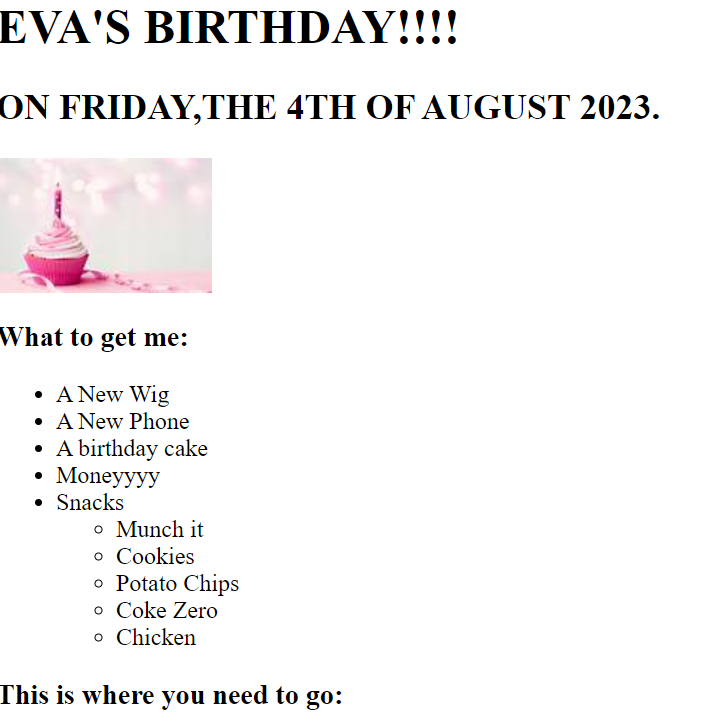 EVA'S BIRTHDAY!!!!
ON FRIDAY,THE 4TH OF AUGUST 2023.
What to get me:
A New Wig
A New Phone
A birthday cake
Moneyyyy
Snacks
Munch it
Cookies
Potato Chips
Coke Zero
Chicken
This is where you need to go: